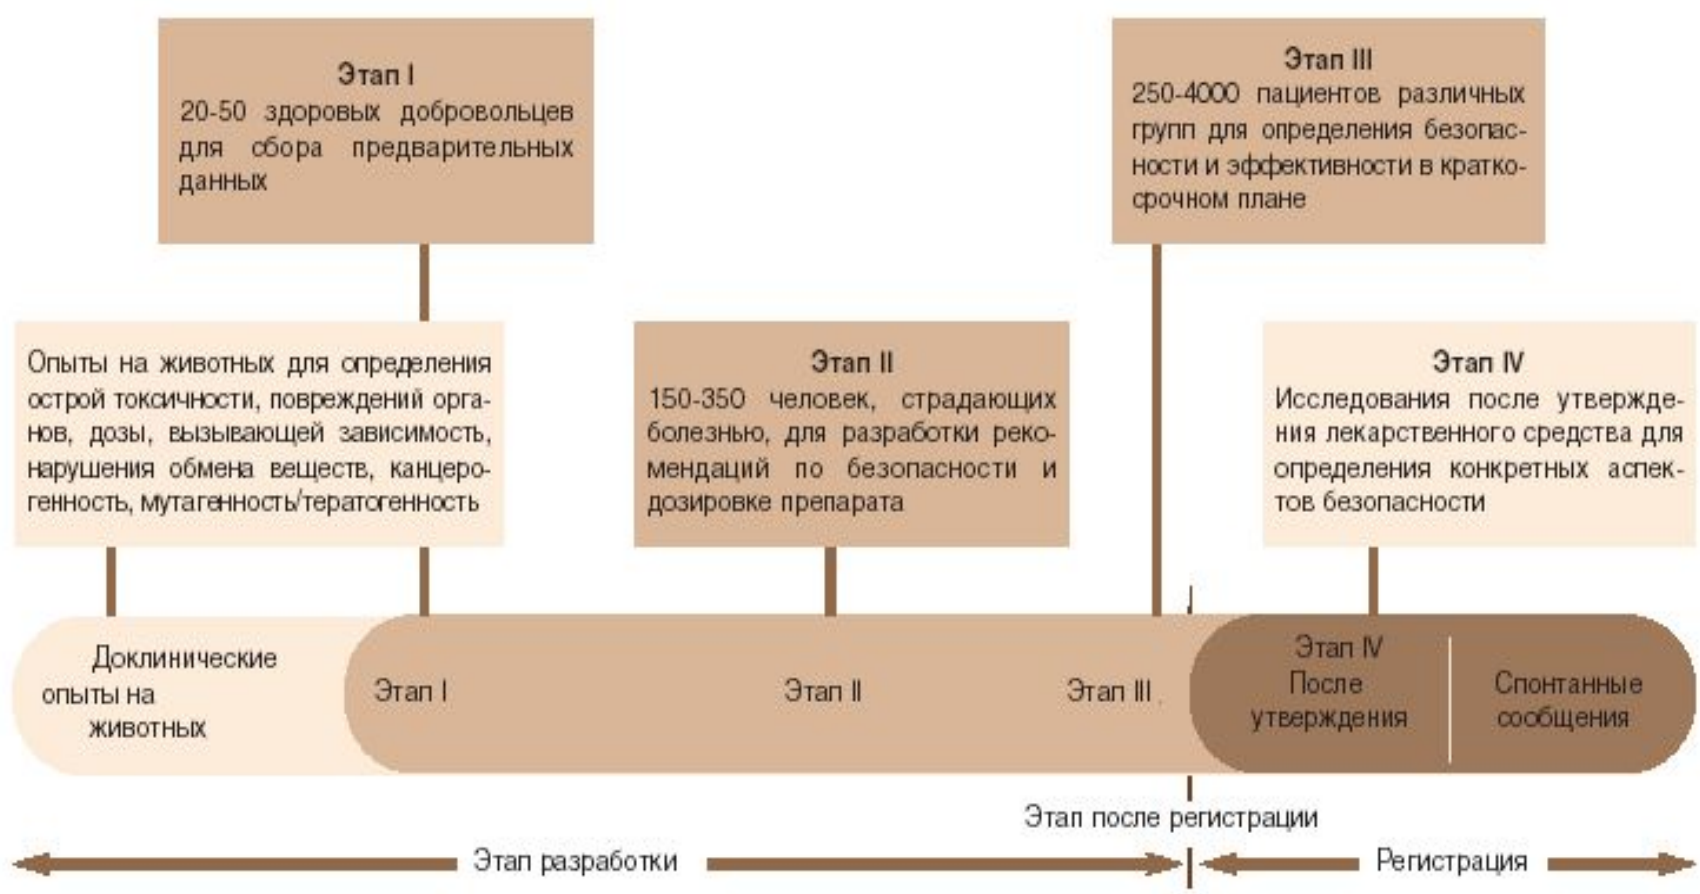 Этап I
20-50 здоровых добровольцев
для сбора предварительных
данных
Этап III
250-4000 пациентов различных
групп для определения безопас-
ности и эффективности в кратко-
срочном плане
Опыты на животных для определения
острой токсичности, повреждений орга-
нов, дозы, вызывающей зависимость,
нарушения обмена веществ, канцеро-
генность, мутагенность/тератогенность
Этап II
150-350 человек, страдающих
болезнью, для разработки реко-
мендаций по безопасности и
дозировке препарата
Этап IV
Исследования после утвержде-
ния лекарственного средства для
определения конкретных аспек-
тов безопасности
Доклинические
опыты на
животных
Этап I
Этап II
Этап III
Этап IV
После
утверждения
Спонтанные
сообщения
Этап после регистрации
Этап разработки
Регистрация